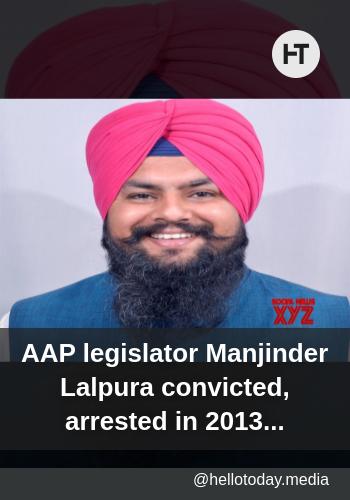 HT
SOCIAL NEWS
XYZ
AAP legislator Manjinder
Lalpura convicted,
arrested in 2013...
@hellotoday.media